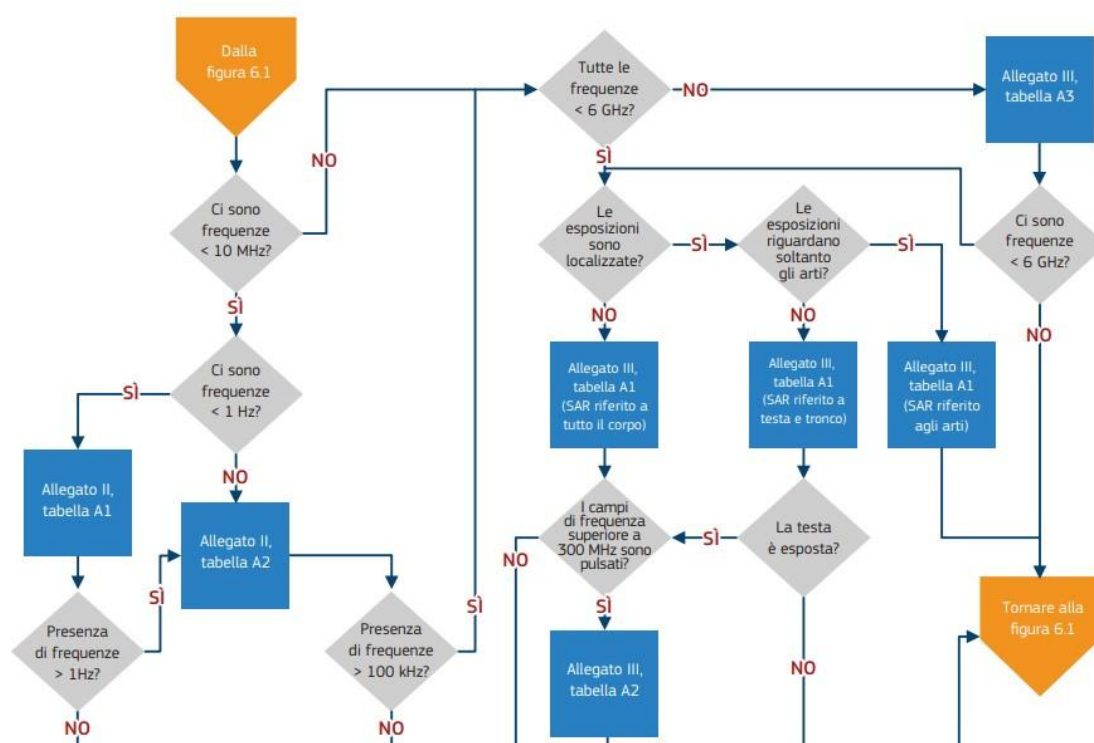 Dalla
figura 6.1
Ci sono
frequenze
< 10 MHz?
NO
SÌ
Ci sono
frequenze
< 1 Hz?
SÌ
NO
Allegato II,
tabella A1
Allegato II,
tabella A2
Presenza
di frequenze
> 1Hz?
SÌ
NO
Presenza
di frequenze
> 100 kHz?
SÌ
NO
Tutte le
frequenze
< 6 GHz?
NO
SÌ
Allegato III,
tabella A3
Ci sono
frequenze
< 6 GHz?
NO
Le
esposizioni
sono
localizzate?
SÌ
NO
Le
esposizioni
riguardano
soltanto
gli arti?
SÌ
NO
Allegato III,
tabella A1
(SAR riferito a
tutto il corpo)
Allegato III,
tabella A1
(SAR riferito a
testa e tronco)
Allegato III,
tabella A1
(SAR riferito
agli arti)
I campi
di frequenza
superiore a
300 MHz sono
pulsati?
NO
SÌ
La testa
è esposta?
SÌ
NO
Allegato III,
tabella A2
Tornare alla
figura 6.1